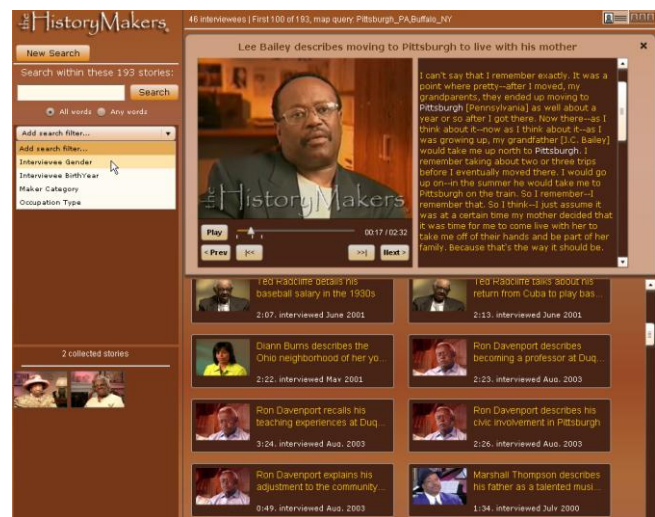 the HistoryMakers
46 interviewees | First 100 of 193, map query: Pittsburgh_PA,Buffalo_NY
New Search
Search within these 193 stories:
Search
All words
Any words
Add search filter...
Add search filter...
Interviewee Gender
Interviewee BirthYear
Maker Category
Occupation Type
2 collected stories
Lee Bailey describes moving to Pittsburgh to live with his mother
the HistoryMakers
Play
00:17 / 02:32
< Prev
|<<
>>|
Next >
I can't say that I remember exactly. It was a
point where pretty--after I moved, my
grandparents, they ended up moving to
Pittsburgh [Pennsylvania] as well about a
year or so after I got there. Now there--as I
think about it--now as I think about it--as I
was growing up, my grandfather [J.C. Bailey]
would take me up north to Pittsburgh. I
remember taking about two or three trips
before I eventually moved there. I would go
up on--in the summer he would take me to
Pittsburgh on the train. So I remember--I
remember that. So I think--I just assume it
was at a certain time my mother decided that
it was time for me to come live with her to
take me off of their hands and be part of her
family. Because that's the way it should be.
Ted Radcliffe details his
baseball salary in the 1930s
2:07. interviewed June 2001
Ted Radcliffe talks about his
return from Cuba to play bas...
2:13. interviewed June 2001
Diann Burns describes the
Ohio neighborhood of her yo...
2:22. interviewed May 2001
Ron Davenport describes
becoming a professor at Duq...
2:23. interviewed Aug. 2003
Ron Davenport recalls his
teaching experiences at Duq...
3:24. interviewed Aug. 2003
Ron Davenport describes his
civic involvement in Pittsburgh
2:26. interviewed Aug. 2003
Ron Davenport explains his
adjustment to the community...
0:49. interviewed Aug. 2003
Marshall Thompson describes
his father as a talented musi...
1:34. interviewed July 2000